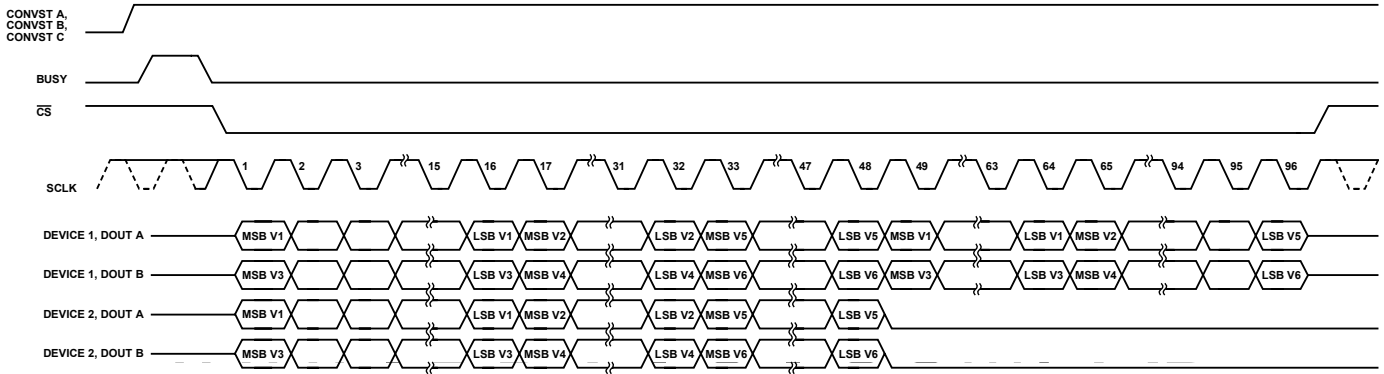 CONVST A,
CONVST B,
CONVST C
BUSY
CS
SCLK
1 2 3 15 16 17 31 32 33 47 48 49 63 64 65 94 95 96
DEVICE 1, DOUT A MSB V1 LSB V1 MSB V2 LSB V2 MSB V5 LSB V5 MSB V1 LSB V1 MSB V2 LSB V5
DEVICE 1, DOUT B MSB V3 LSB V3 MSB V4 LSB V4 MSB V6 LSB V6 MSB V3 LSB V3 MSB V4 LSB V6
DEVICE 2, DOUT A MSB V1 LSB V1 MSB V2 LSB V2 MSB V5 LSB V5
DEVICE 2, DOUT B MSB V3 LSB V3 MSB V4 LSB V4 MSB V6 LSB V6